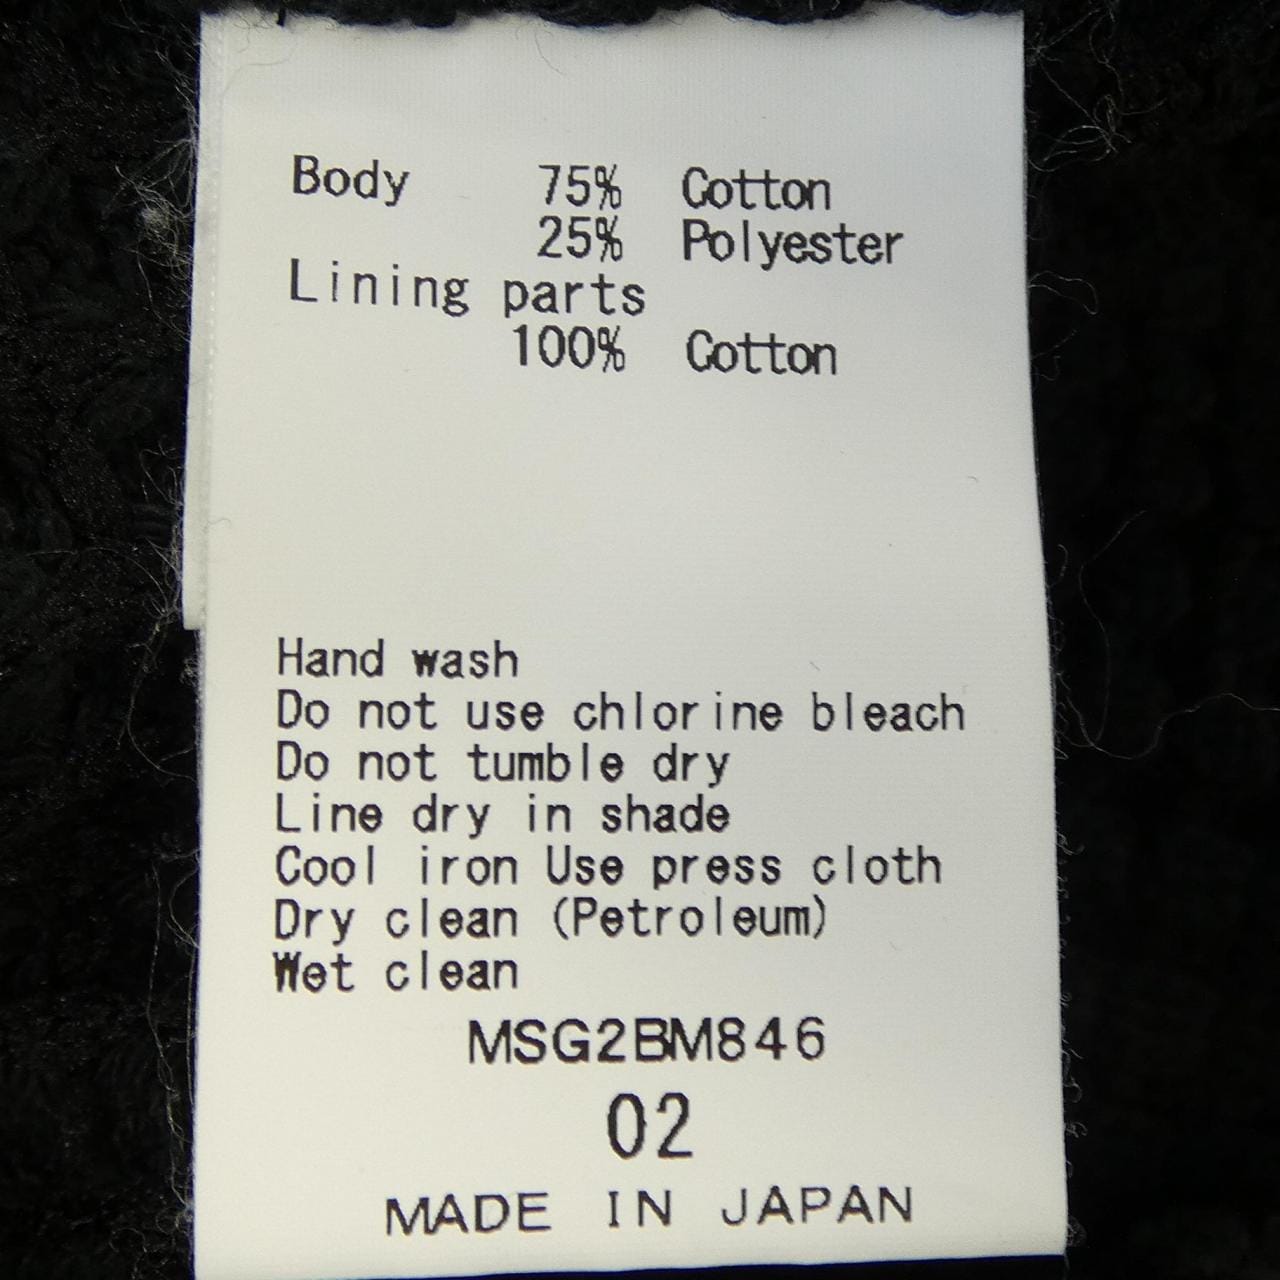 Body 75% Cotton
25% Polyester
Lining parts
100% Cotton
Hand wash
Do not use chlorine bleach
Do not tumble dry
Line dry in shade
Cool iron Use press cloth
Dry clean (Petroleum)
Wet clean
MSG2BM846
02
MADE IN JAPAN